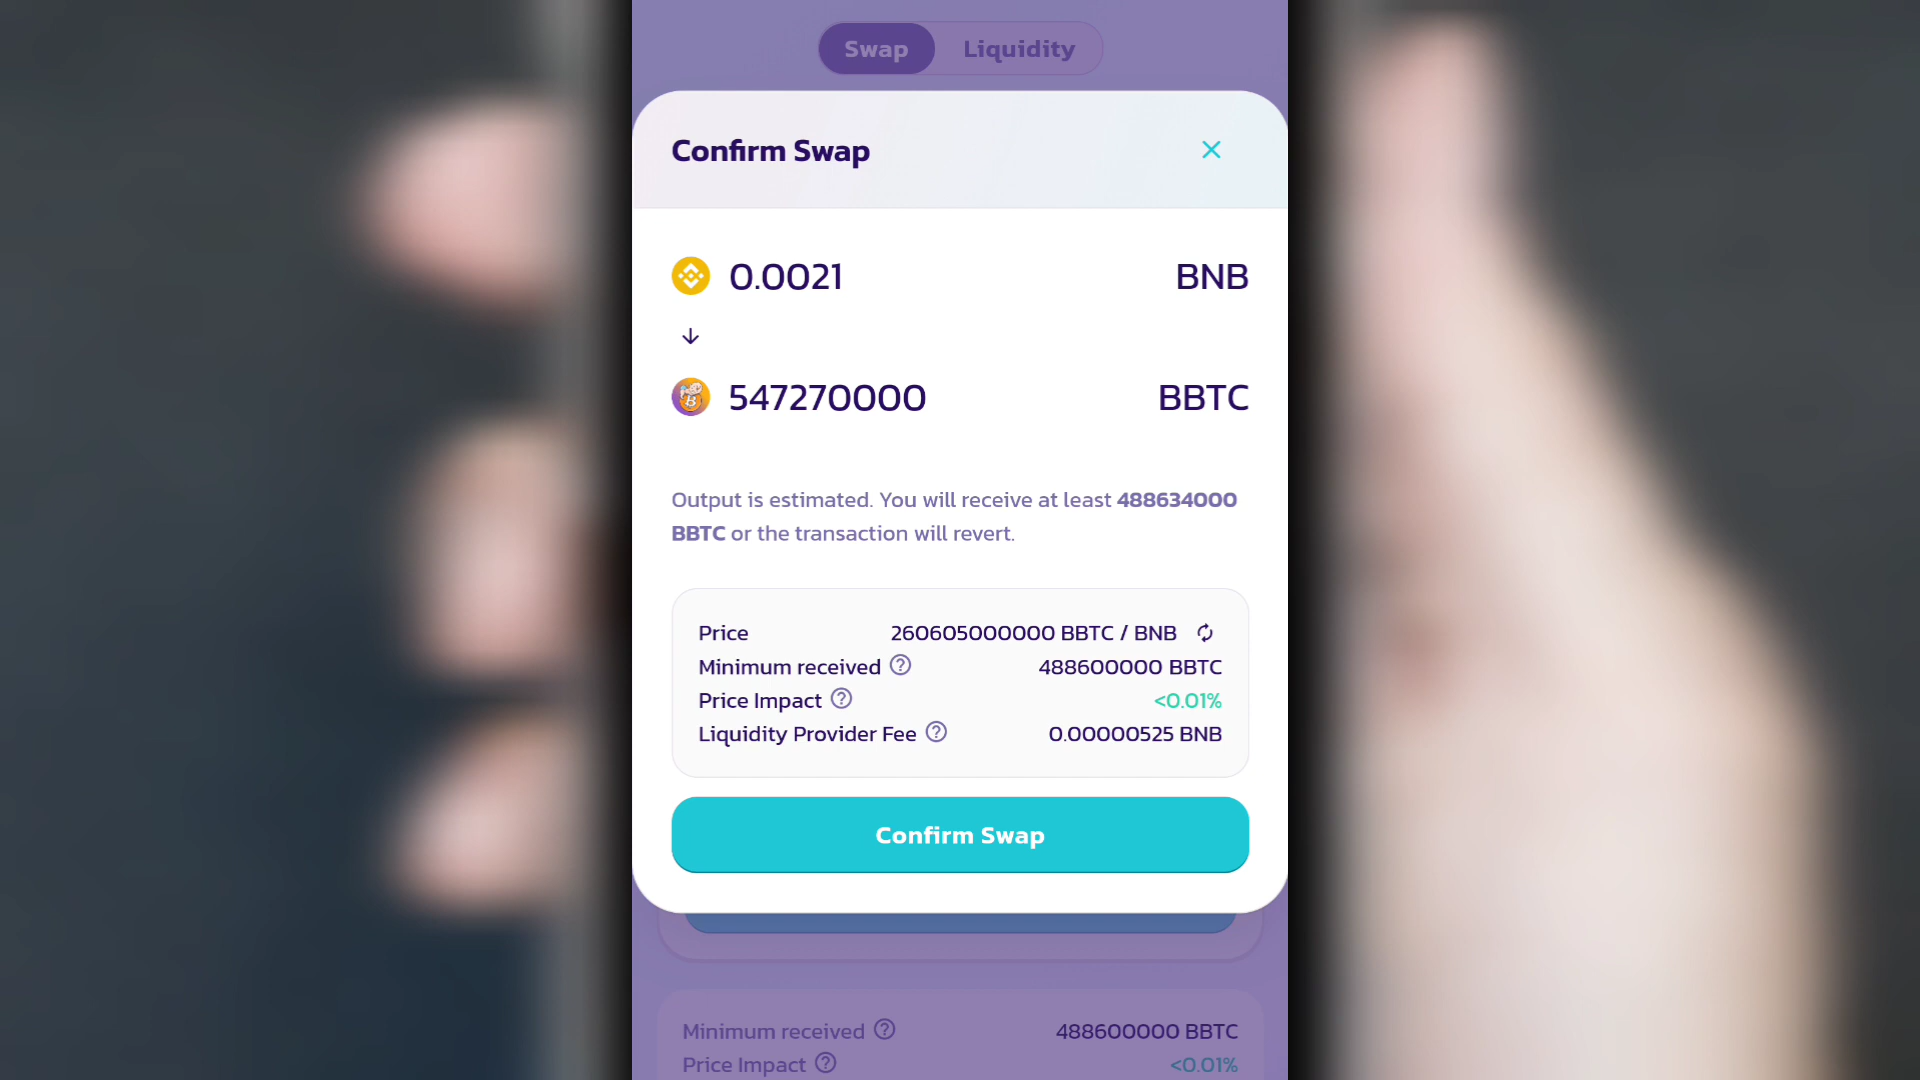 Swap Liquidity
Confirm Swap
0.0021 BNB
547270000 BBTC
Output is estimated. You will receive at least 488634000
BBTC or the transaction will revert.
Price 260605000000 BBTC / BNB
Minimum received 488600000 BBTC
Price Impact <0.01%
Liquidity Provider Fee 0.00000525 BNB
Confirm Swap
Minimum received 488600000 BBTC
Price Impact <0.01%